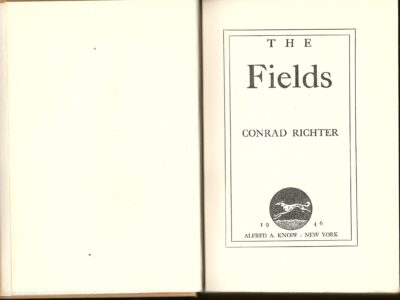 THE
Fields
CONRAD RICHTER
19 46
ALFRED A. KNOPF : NEW YORK